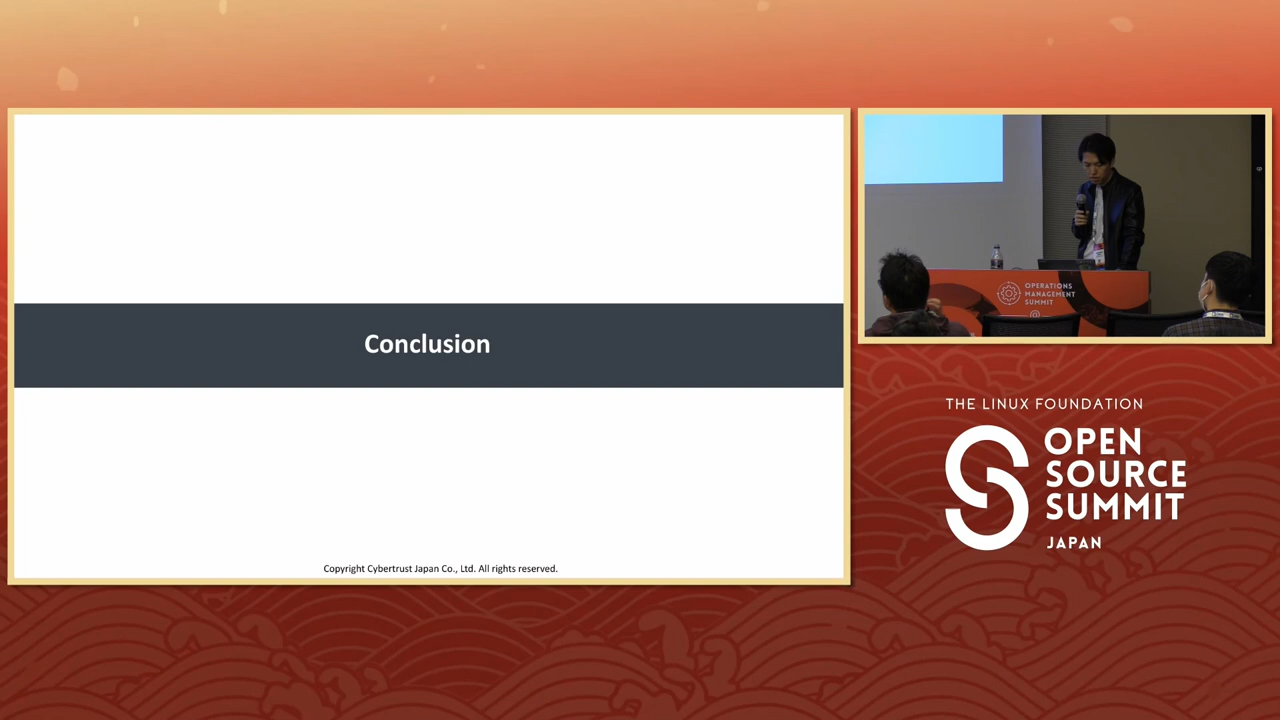 Conclusion
Copyright Cybertrust Japan Co., Ltd. All rights reserved.
OPERATIONS
MANAGEMENT
SUMMIT
THE LINUX FOUNDATION
OPEN
SOURCE
SUMMIT
JAPAN